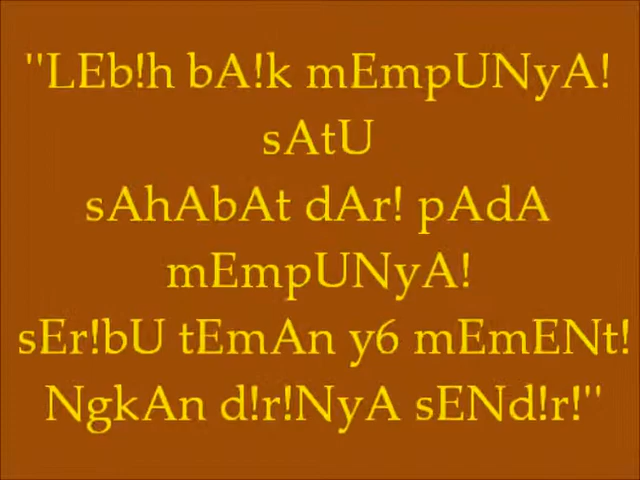 "LEb!h bA!k mEmpUNyA!
sAtU
sAhAbAt dAr! pAdA
mEmpUNyA!
sEr!bU tEmAn y6 mEmENt!
NgkAn d!r!NyA sENd!r!"